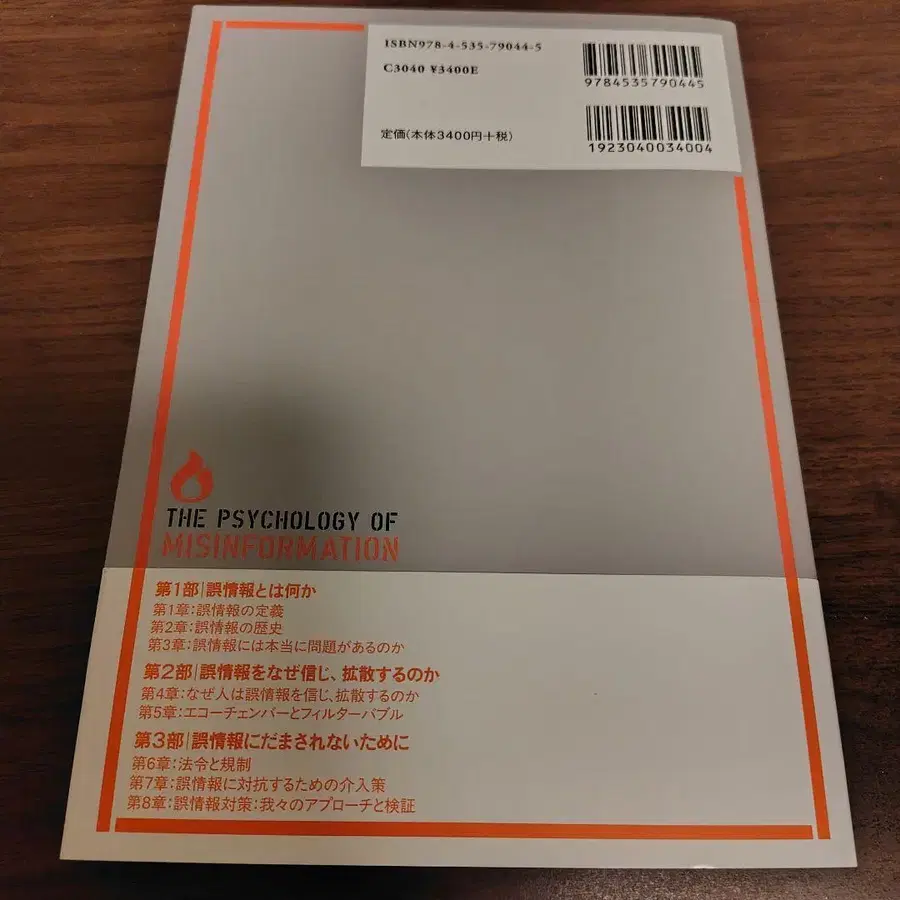 ISBN978-4-535-79044-5
C3040 ¥3400E
定価(本体3400円+税)
9784535790445
1923040034004
THE PSYCHOLOGY OF
MISINFORMATION
第1部|誤情報とは何か
第1章:誤情報の定義
第2章:誤情報の歴史
第3章:誤情報には本当に問題があるのか
第2部|誤情報をなぜ信じ、拡散するのか
第4章:なぜ人は誤情報を信じ、拡散するのか
第5章:エコーチェンバーとフィルターバブル
第3部|誤情報にだまされないために
第6章:法令と規制
第7章:誤情報に対抗するための介入策
第8章:誤情報対策:我々のアプローチと検証